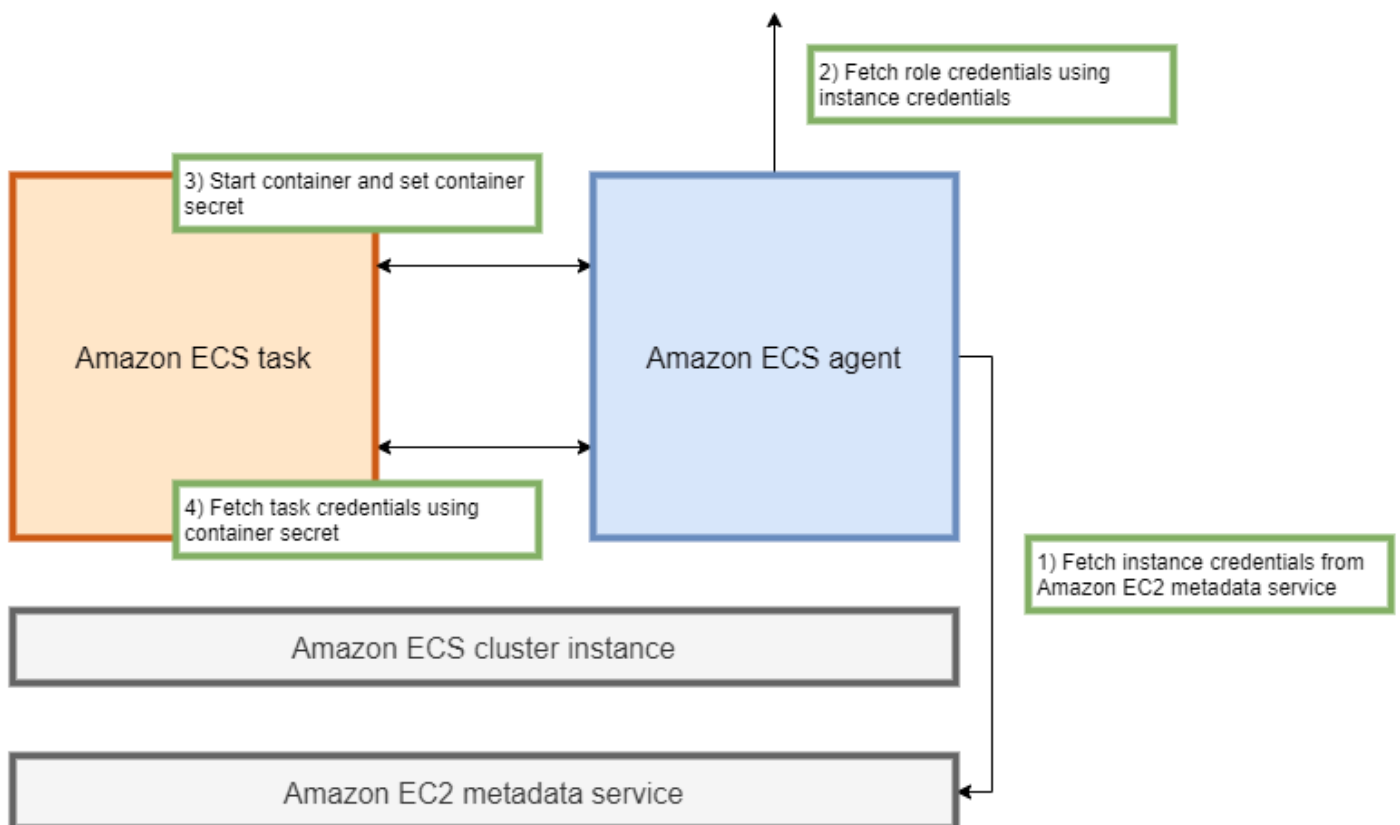 2) Fetch role credentials using
instance credentials
3) Start container and set container
secret
Amazon ECS task
Amazon ECS agent
4) Fetch task credentials using
container secret
1) Fetch instance credentials from
Amazon EC2 metadata service
Amazon ECS cluster instance
Amazon EC2 metadata service